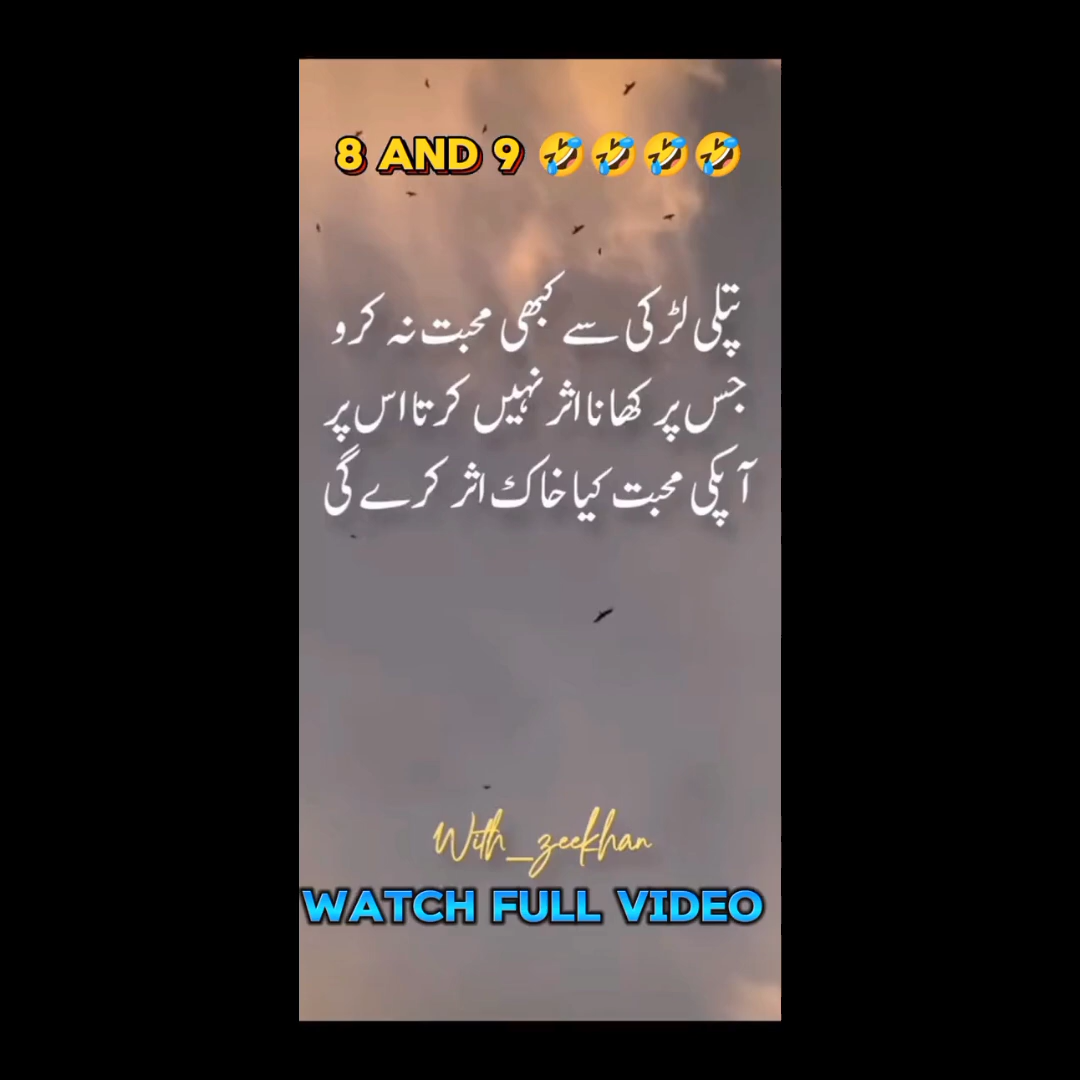 8 AND 9 🤣🤣🤣🤣
پتلی لڑکی سے کبھی محبت نہ کرو
جس پر کھانا اثر نہیں کرتا اس پر
آپکی محبت کیا خاک اثر کرے گی
With_zeekhan
WATCH FULL VIDEO